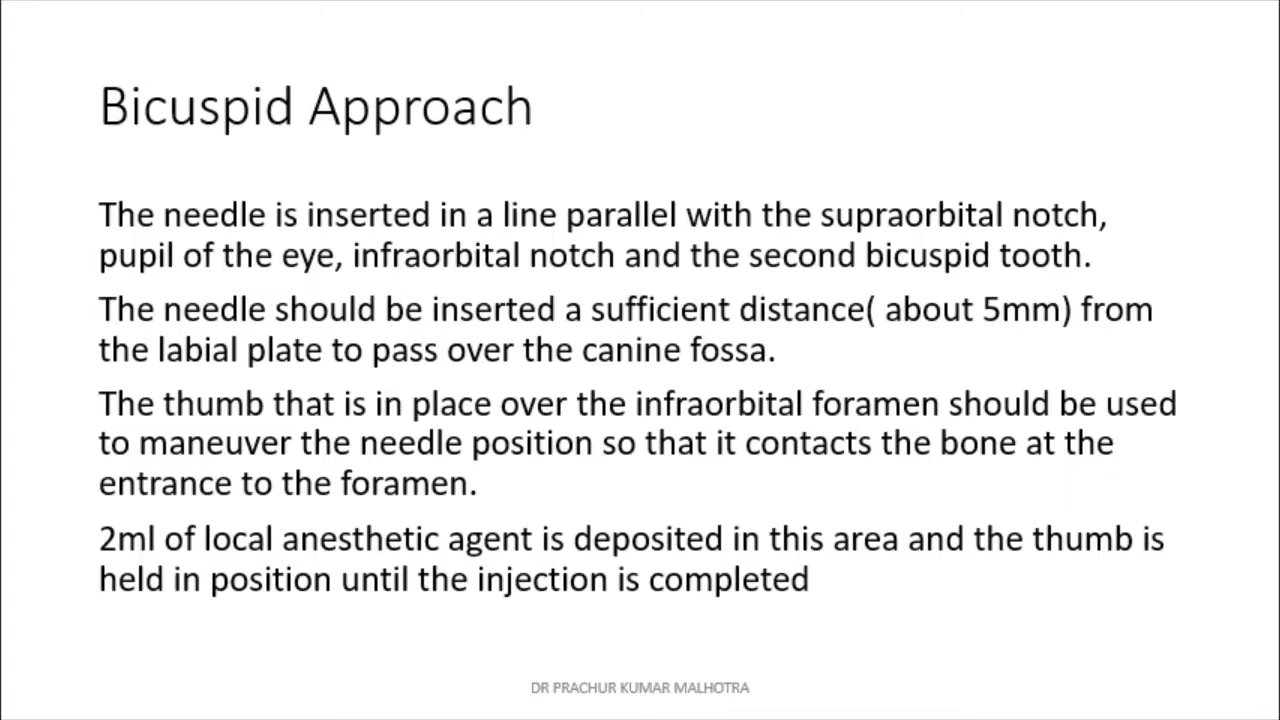 Bicuspid Approach
The needle is inserted in a line parallel with the supraorbital notch,
pupil of the eye, infraorbital notch and the second bicuspid tooth.
The needle should be inserted a sufficient distance( about 5mm) from
the labial plate to pass over the canine fossa.
The thumb that is in place over the infraorbital foramen should be used
to maneuver the needle position so that it contacts the bone at the
entrance to the foramen.
2ml of local anesthetic agent is deposited in this area and the thumb is
held in position until the injection is completed
DR PRACHUR KUMAR MALHOTRA